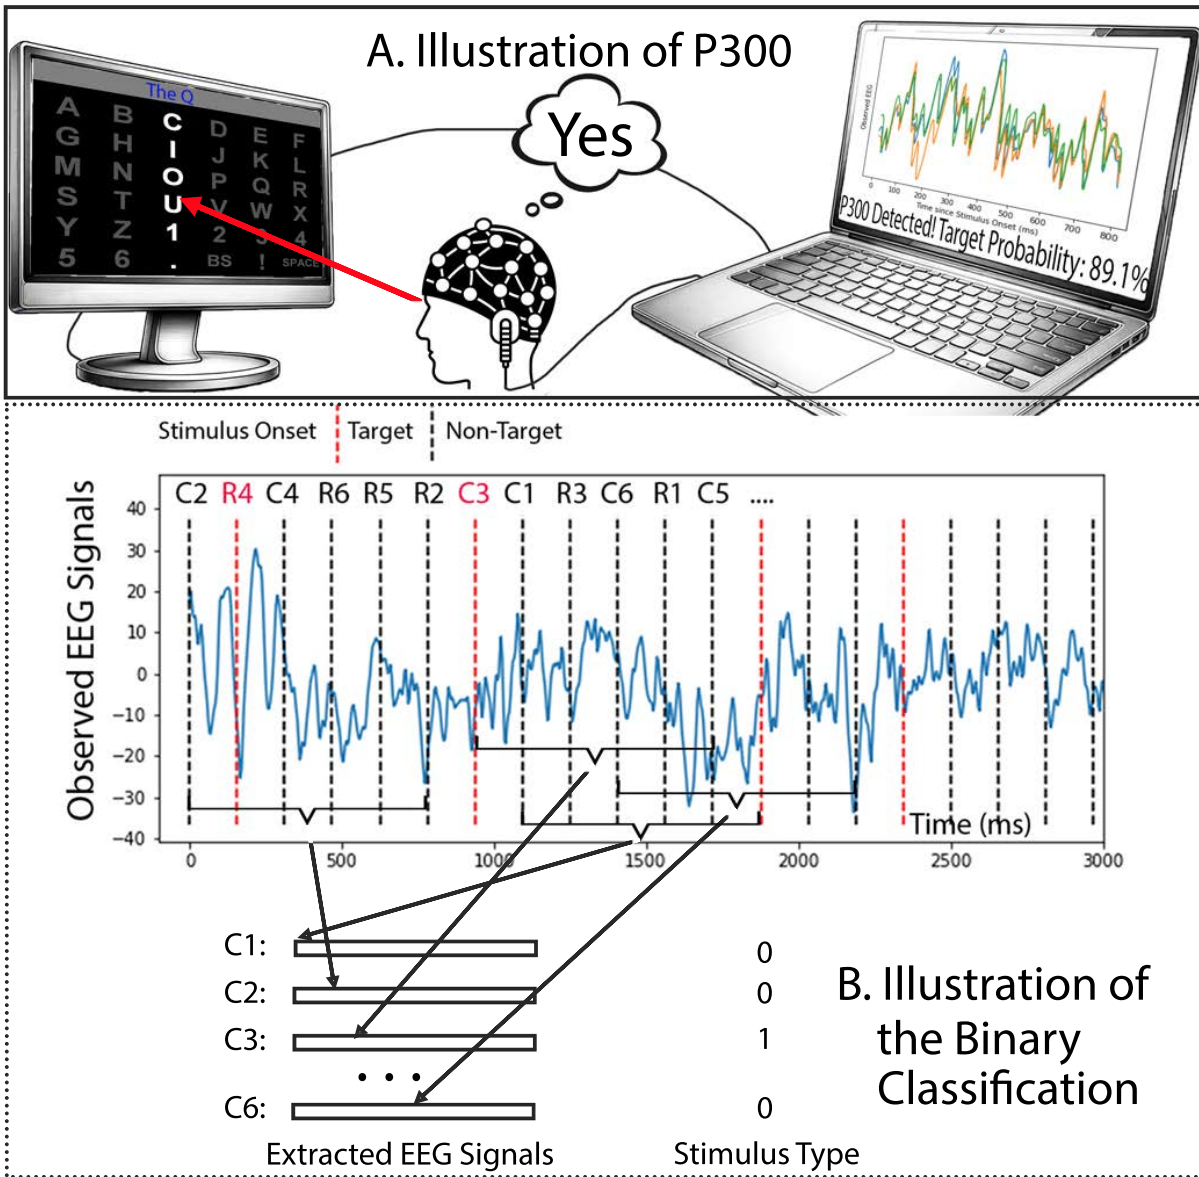 A. Illustration of P300
The Q
A B C D E F
G H I J K L
M N O P Q R
S T U V W X
Y Z 1 2 3 4
5 6 . BS ! SPACE
Yes
Observed EEG
0 100 200 300 400 500 600 700 800
Time since Stimulus Onset (ms)
P300 Detected! Target Probability: 89.1%
Stimulus Onset Target Non-Target
C2 R4 C4 R6 R5 R2 C3 C1 R3 C6 R1 C5 ....
Observed EEG Signals
40
30
20
10
0
−10
−20
−30
−40
Time (ms)
0 500 1000 1500 2000 2500 3000
C1: 0
C2: 0
C3: 1
. . .
C6: 0
Extracted EEG Signals Stimulus Type
B. Illustration of
the Binary
Classification